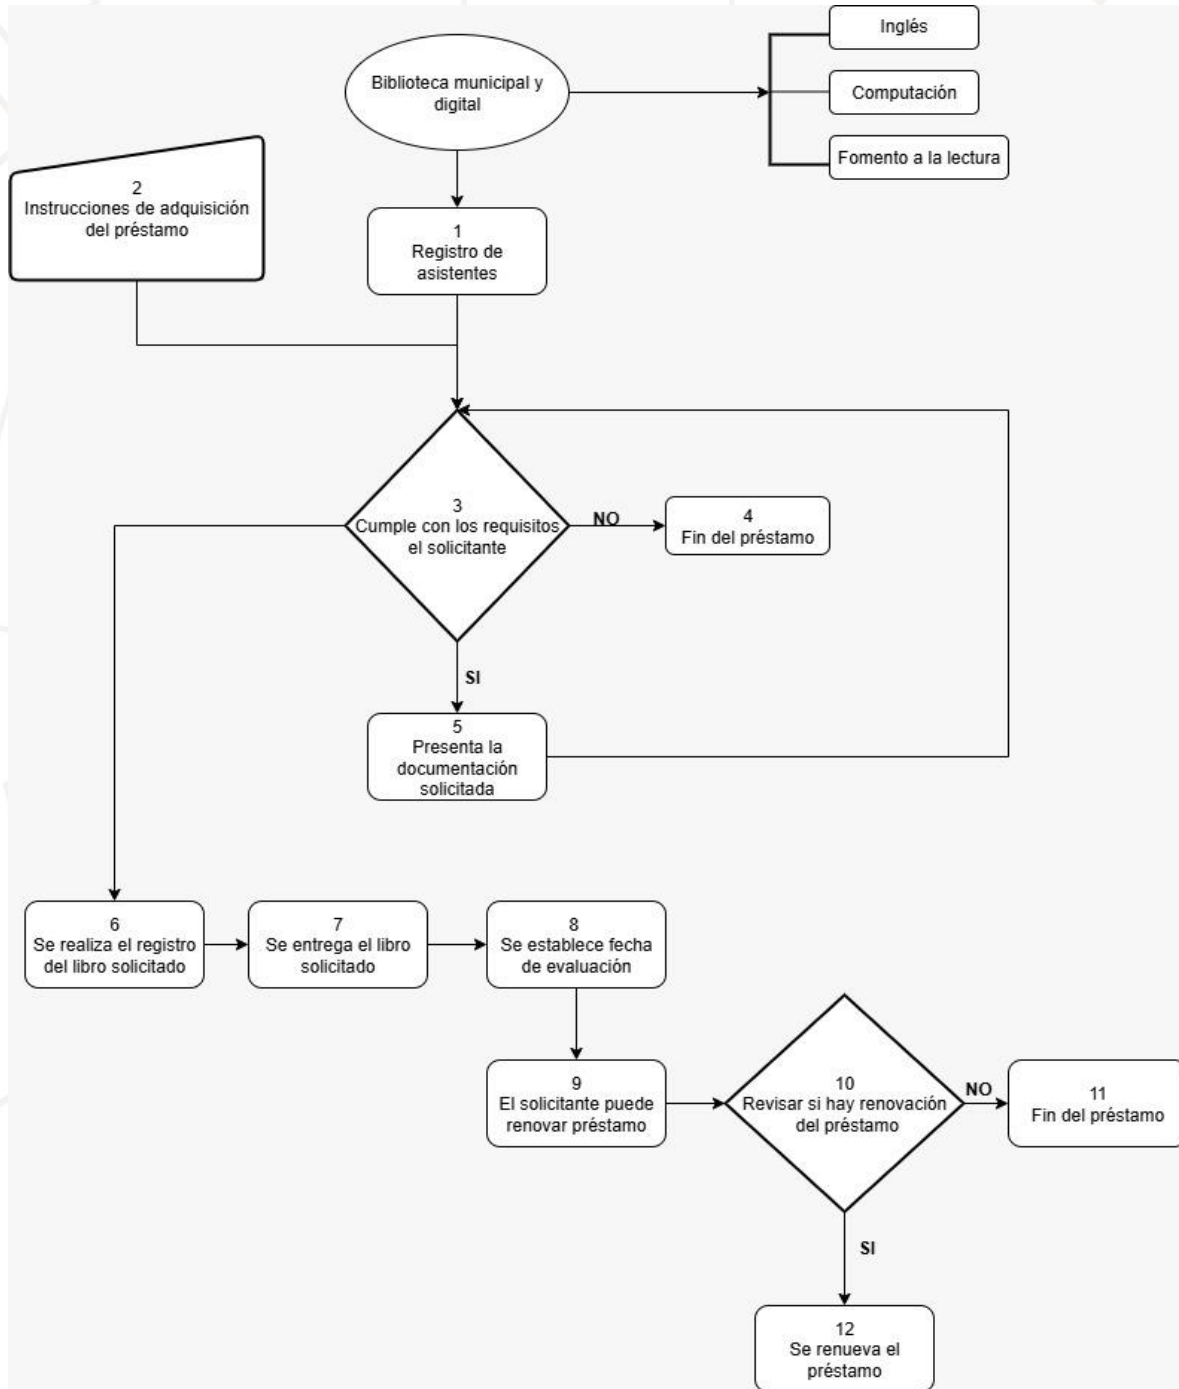 Biblioteca municipal y
digital
Inglés
Computación
Fomento a la lectura
1
Registro de
asistentes
2
Instrucciones de adquisición
del préstamo
3
Cumple con los requisitos
el solicitante
NO
4
Fin del préstamo
SI
5
Presenta la
documentación
solicitada
6
Se realiza el registro
del libro solicitado
7
Se entrega el libro
solicitado
8
Se establece fecha
de evaluación
9
El solicitante puede
renovar préstamo
10
Revisar si hay renovación
del préstamo
NO
11
Fin del préstamo
SI
12
Se renueva el
préstamo